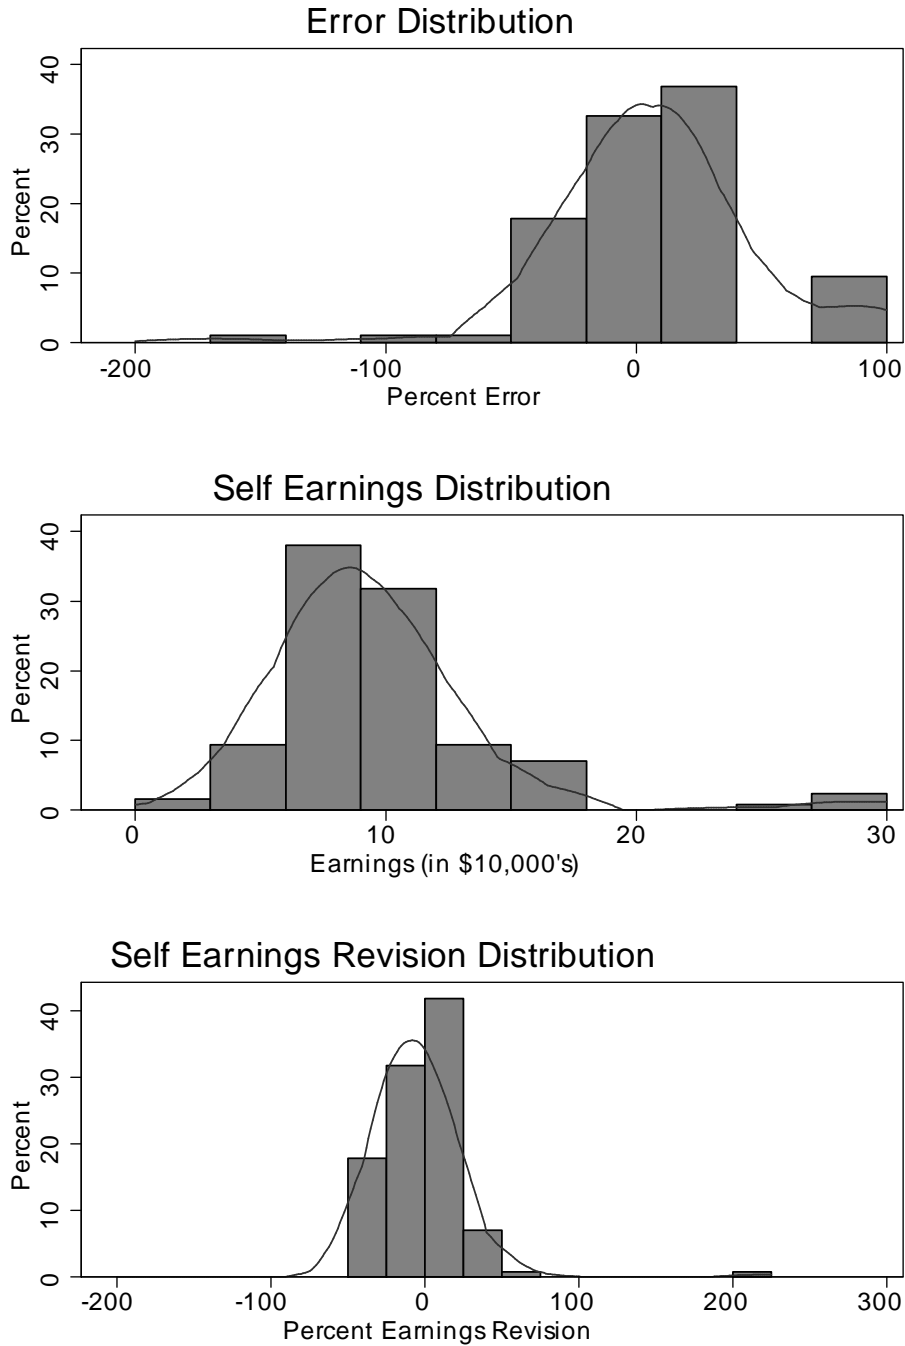 Error Distribution
40
30
20
10
0
Percent
-200 -100 0 100
Percent Error
Self Earnings Distribution
40
30
20
10
0
Percent
0 10 20 30
Earnings (in $10,000's)
Self Earnings Revision Distribution
40
30
20
10
0
Percent
-200 -100 0 100 200 300
Percent Earnings Revision